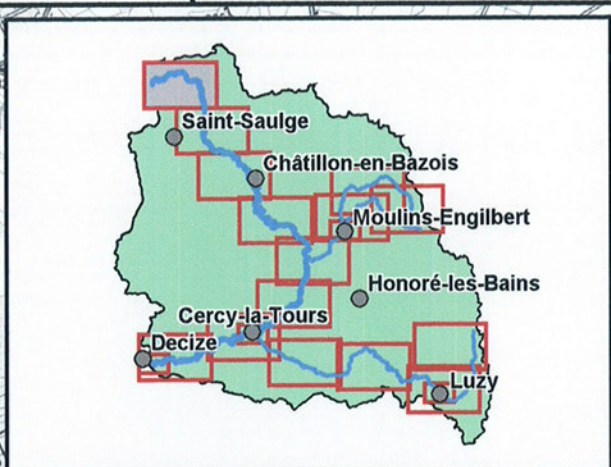 Saint-Saulge
Châtillon-en-Bazois
Moulins-Engilbert
Honoré-les-Bains
Cercy-la-Tours
Decize
Luzy